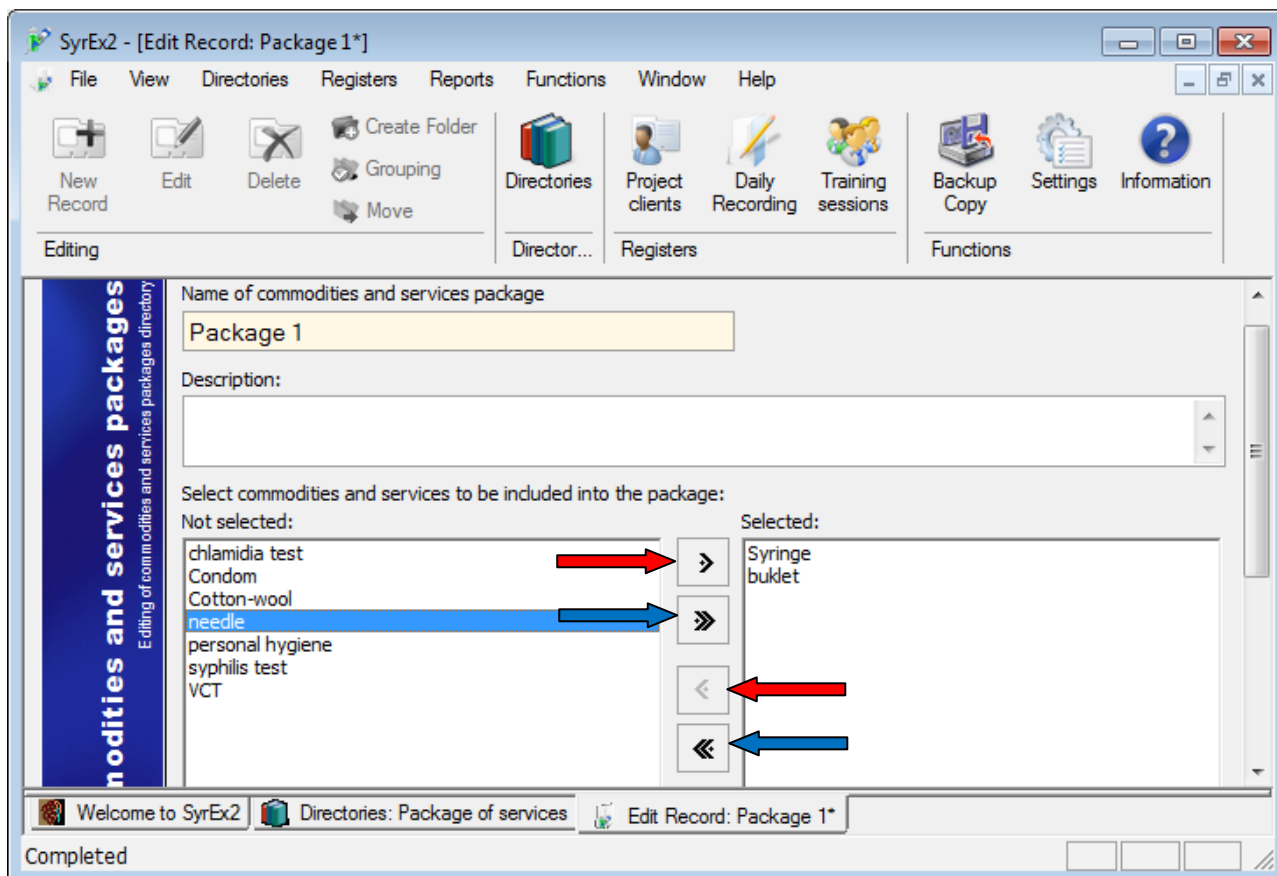 SyrEx2 - [Edit Record: Package 1*]
File View Directories Registers Reports Functions Window Help
New Record
Edit
Delete
Create Folder
Grouping
Move
Directories
Project clients
Daily Recording
Training sessions
Backup Copy
Settings
Information
Editing
Director...
Registers
Functions
modities and services packages
Editing of commodities and services packages directory
Name of commodities and services package
Package 1
Description:
Select commodities and services to be included into the package:
Not selected:
chlamidia test
Condom
Cotton-wool
needle
personal hygiene
syphilis test
VCT
Selected:
Syringe
buklet
Welcome to SyrEx2
Directories: Package of services
Edit Record: Package 1*
Completed